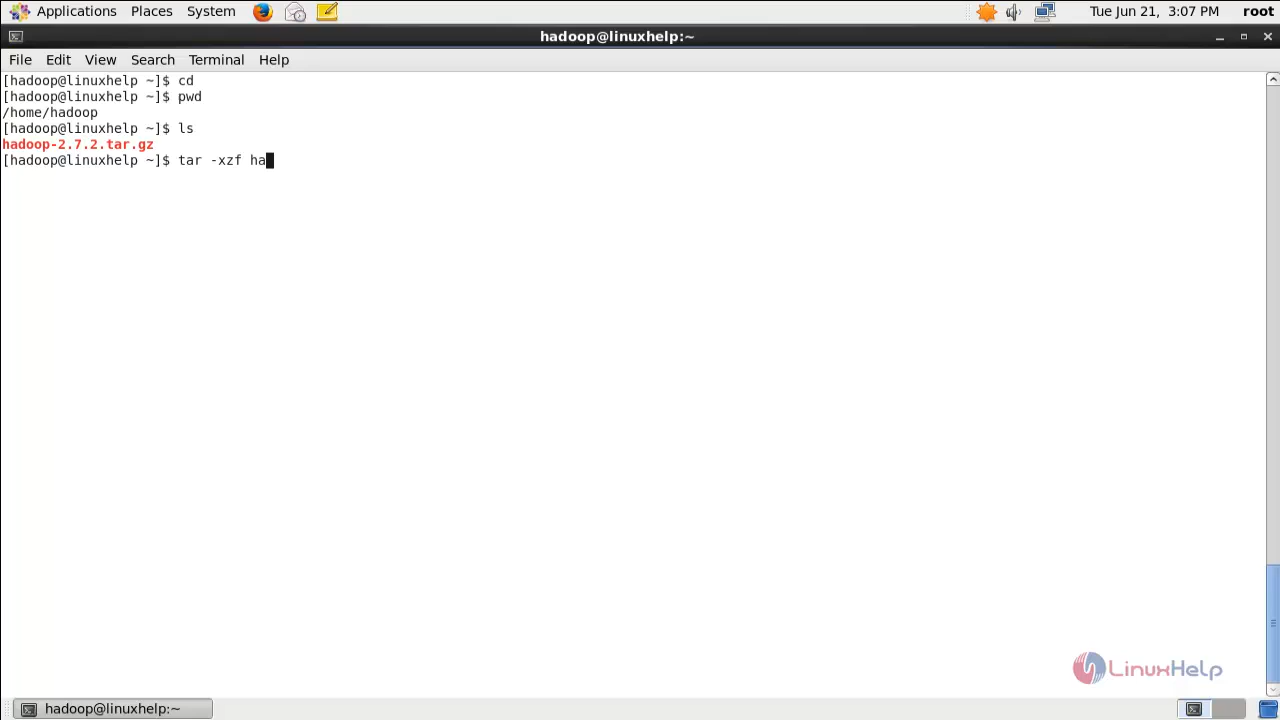 Applications Places System Tue Jun 21, 3:07 PM root
hadoop@linuxhelp:~
File Edit View Search Terminal Help
[hadoop@linuxhelp ~]$ cd
[hadoop@linuxhelp ~]$ pwd
/home/hadoop
[hadoop@linuxhelp ~]$ ls
hadoop-2.7.2.tar.gz
[hadoop@linuxhelp ~]$ tar -xzf ha
LinuxHelp
hadoop@linuxhelp:~